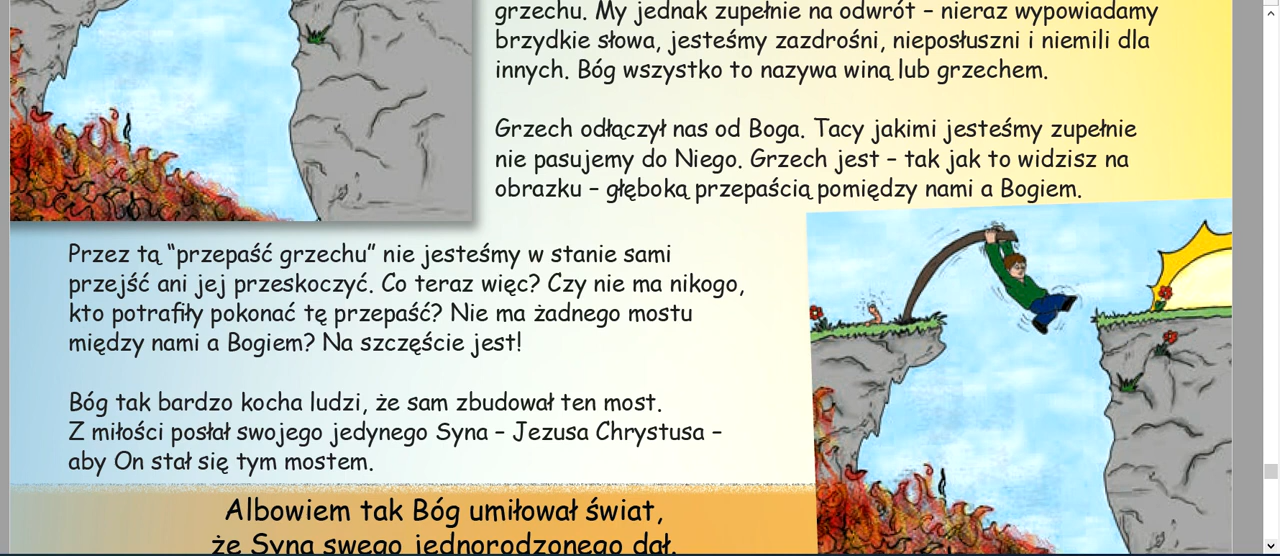 grzechu. My jednak zupełnie na odwrót – nieraz wypowiadamy
brzydkie słowa, jesteśmy zazdrośni, nieposłuszni i niemili dla
innych. Bóg wszystko to nazywa winą lub grzechem.
Grzech odłączył nas od Boga. Tacy jakimi jesteśmy zupełnie
nie pasujemy do Niego. Grzech jest – tak jak to widzisz na
obrazku – głęboką przepaścią pomiędzy nami a Bogiem.
Przez tą “przepaść grzechu” nie jesteśmy w stanie sami
przejść ani jej przeskoczyć. Co teraz więc? Czy nie ma nikogo,
kto potrafiły pokonać tę przepaść? Nie ma żadnego mostu
między nami a Bogiem? Na szczęście jest!
Bóg tak bardzo kocha ludzi, że sam zbudował ten most.
Z miłości posłał swojego jedynego Syna – Jezusa Chrystusa –
aby On stał się tym mostem.
Albowiem tak Bóg umiłował świat,
że Syna swego jednorodzonego dał,